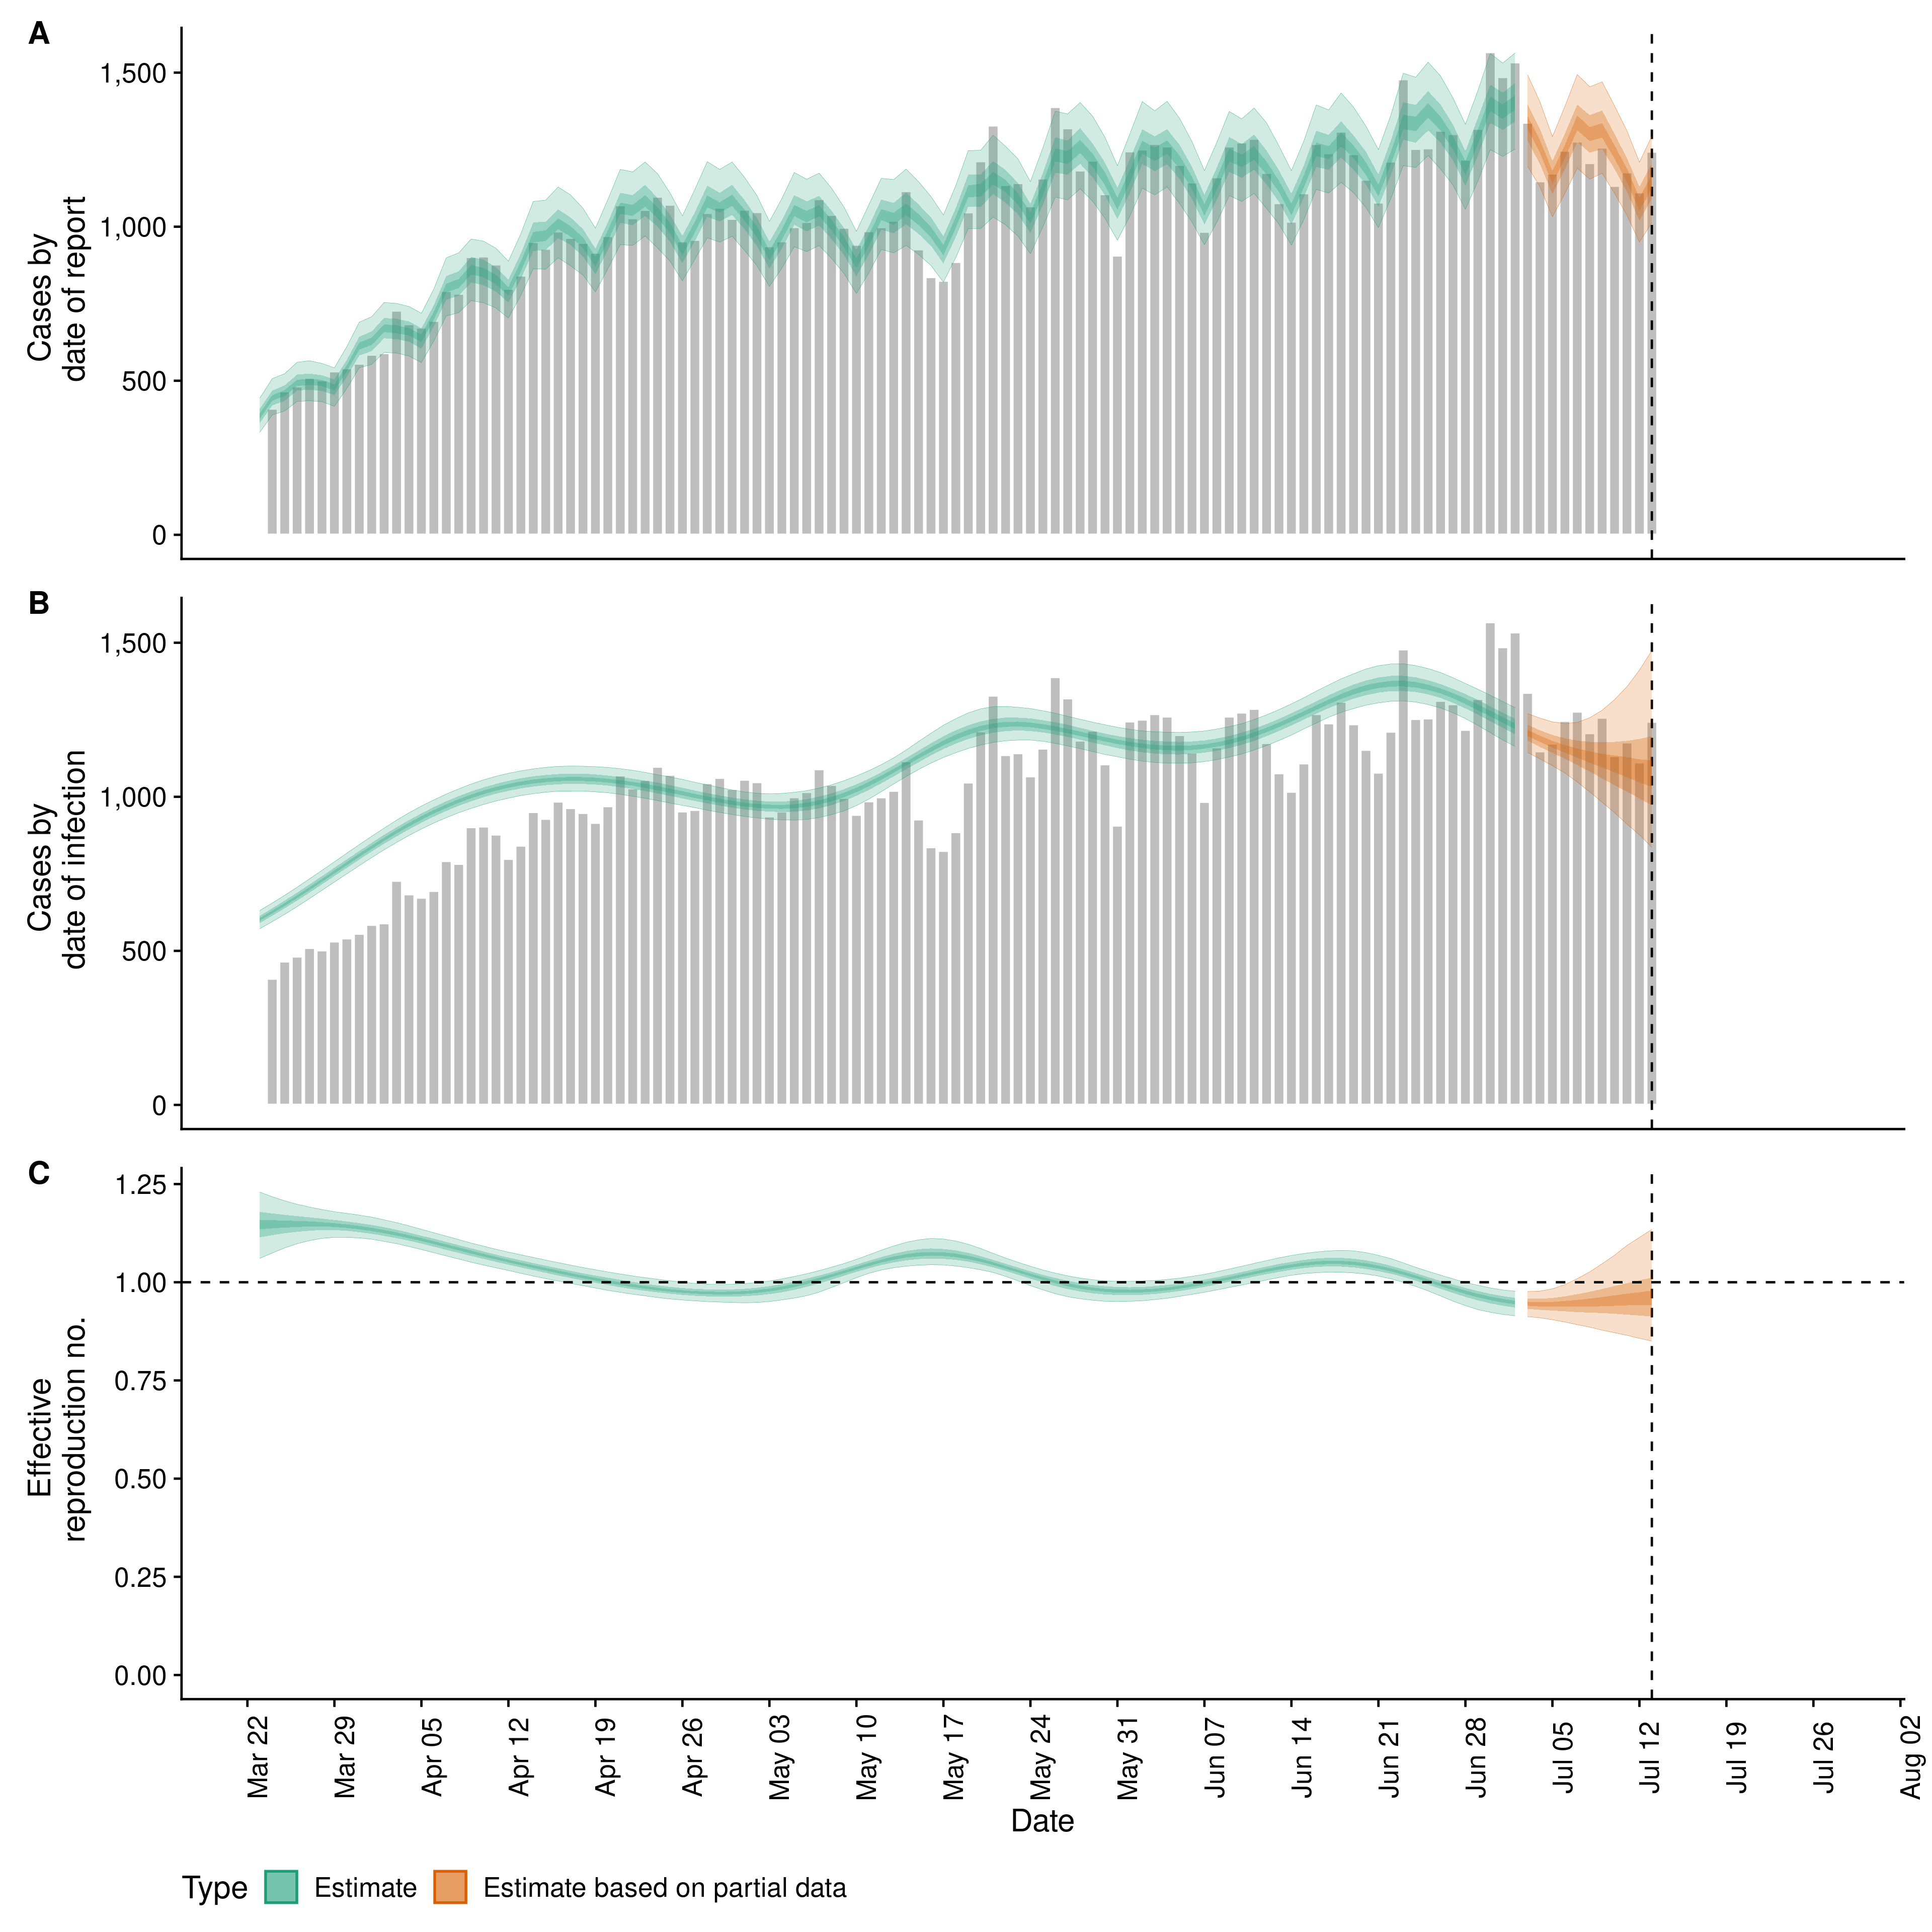 A
Cases by
date of report
1,500
1,000
500
0
B
Cases by
date of infection
1,500
1,000
500
0
C
Effective
reproduction no.
1.25
1.00
0.75
0.50
0.25
0.00
Mar 22
Mar 29
Apr 05
Apr 12
Apr 19
Apr 26
May 03
May 10
May 17
May 24
May 31
Jun 07
Jun 14
Jun 21
Jun 28
Jul 05
Jul 12
Jul 19
Jul 26
Aug 02
Date
Type Estimate Estimate based on partial data